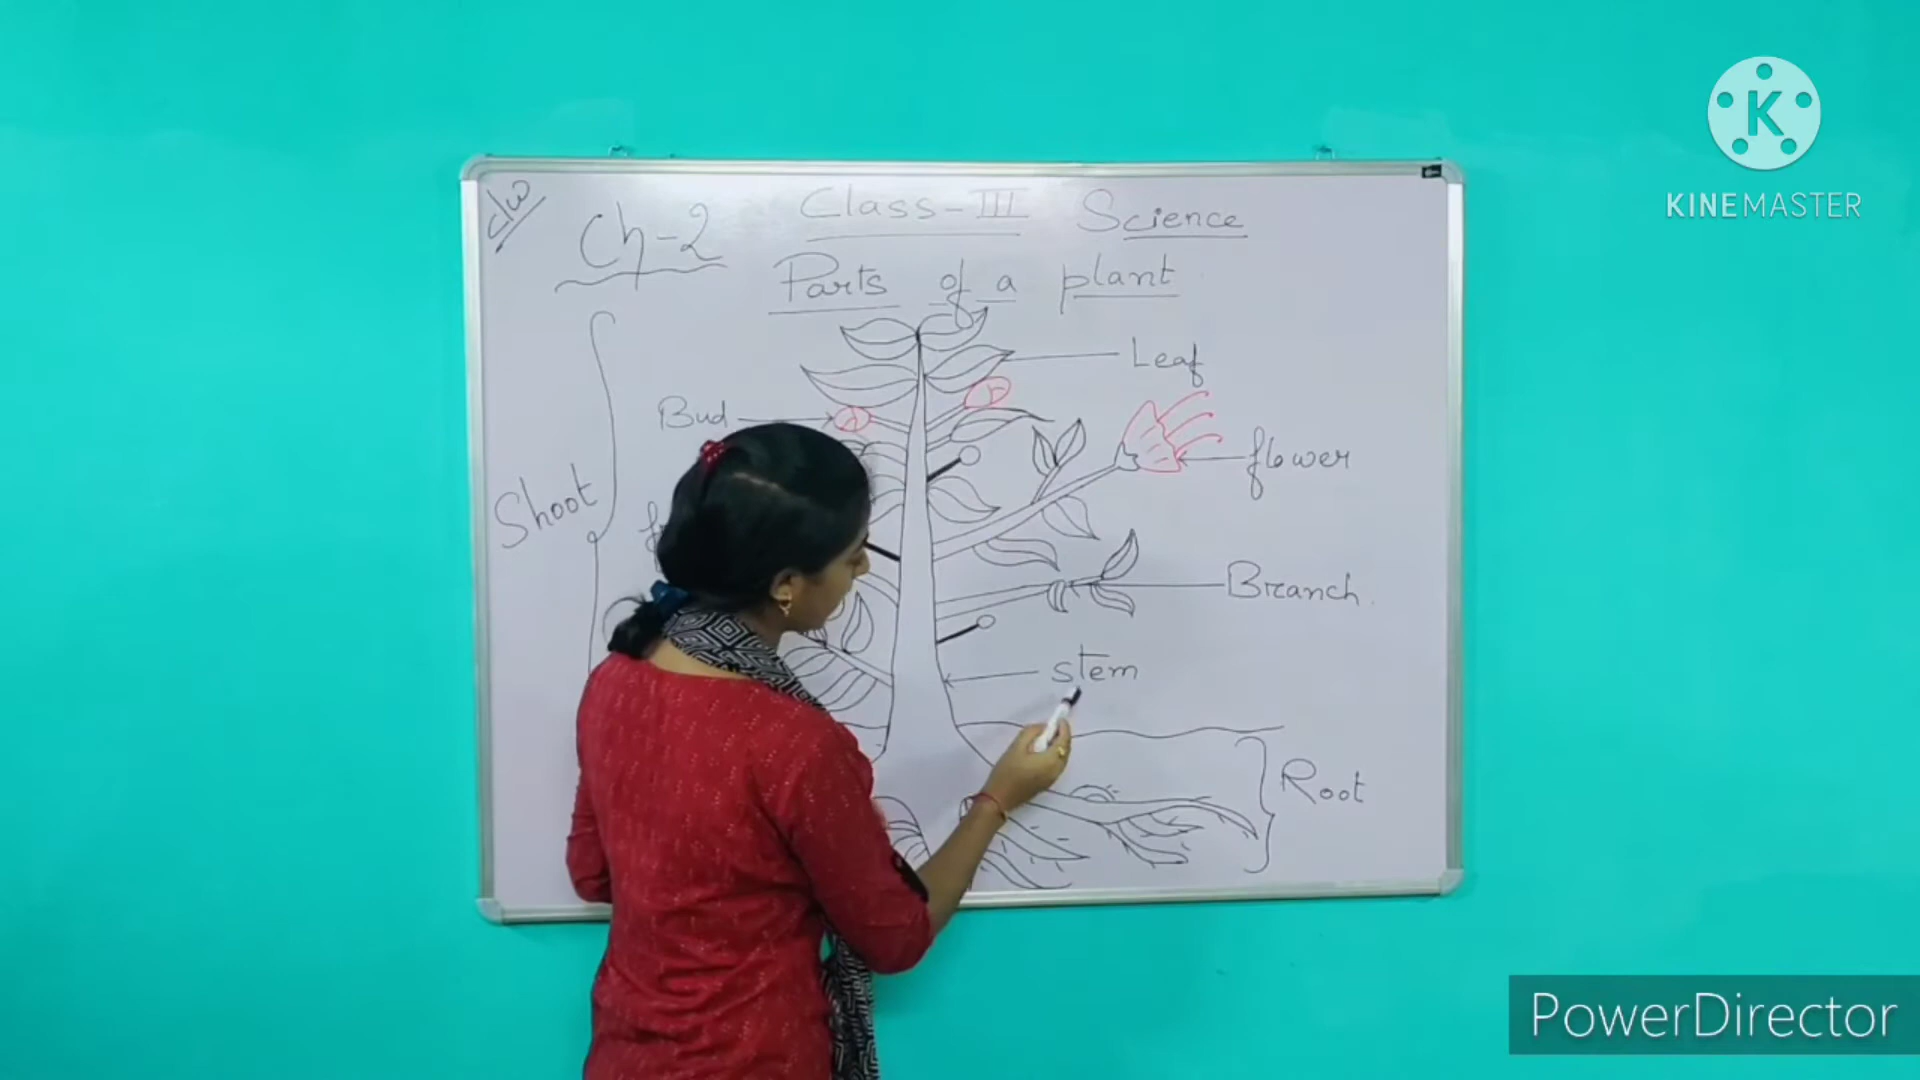 c/w
Ch-2
Class-III Science
Parts of a plant
Leaf
Bud
flower
Shoot
Branch.
stem
Root
K
KINEMASTER
PowerDirector